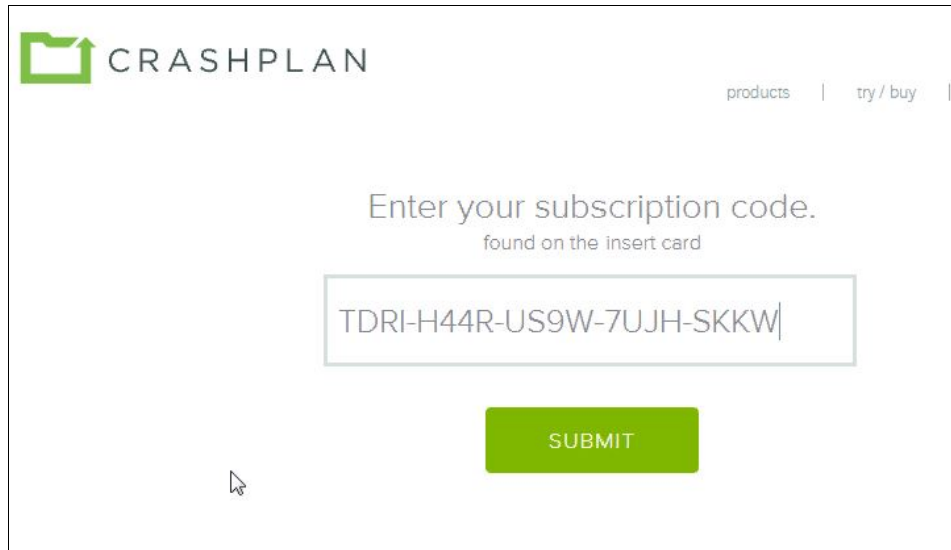 CRASHPLAN
products | try / buy |
Enter your subscription code.
found on the insert card
TDRI-H44R-US9W-7UJH-SKKW
SUBMIT